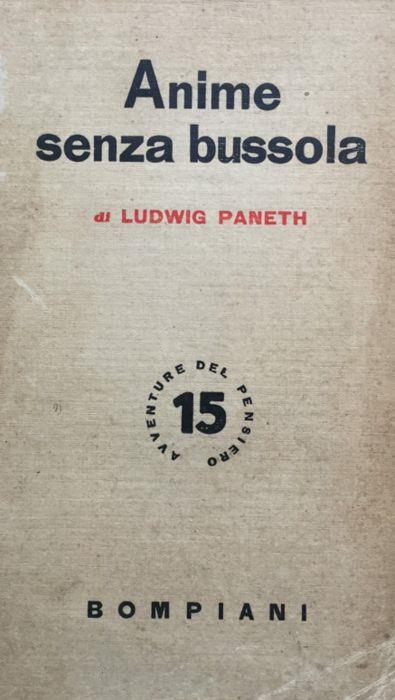 Anime
senza bussola
di LUDWIG PANETH
AVVENTURE DEL PENSIERO
15
BOMPIANI